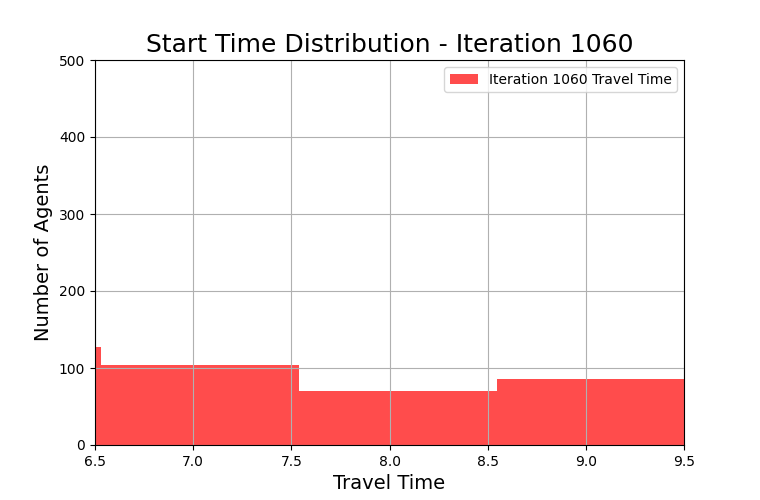 Start Time Distribution - Iteration 1060
Iteration 1060 Travel Time
Number of Agents
500
400
300
200
100
0
6.5 7.0 7.5 8.0 8.5 9.0 9.5
Travel Time